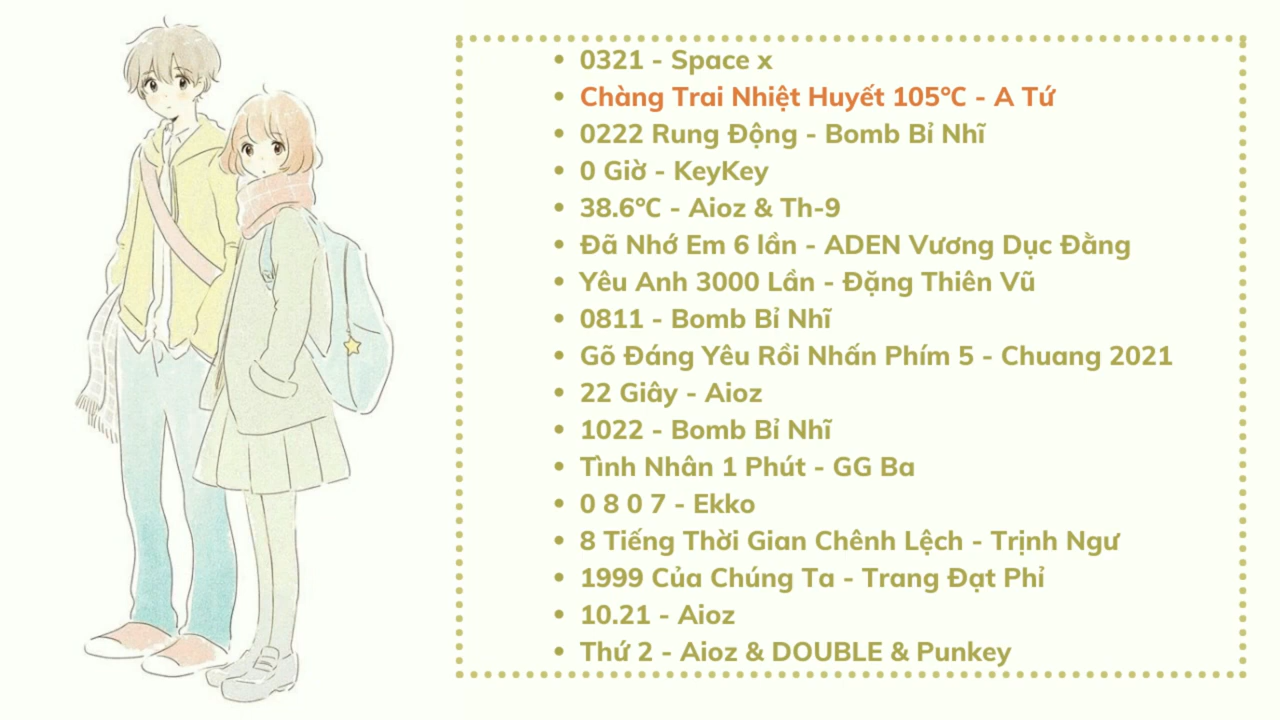 0321 - Space x
Chàng Trai Nhiệt Huyết 105°C - A Tứ
0222 Rung Động - Bomb Bỉ Nhĩ
0 Giờ - KeyKey
38.6°C - Aioz & Th-9
Đã Nhớ Em 6 lần - ADEN Vương Dục Đằng
Yêu Anh 3000 Lần - Đặng Thiên Vũ
0811 - Bomb Bỉ Nhĩ
Gõ Đáng Yêu Rồi Nhấn Phím 5 - Chuang 2021
22 Giây - Aioz
1022 - Bomb Bỉ Nhĩ
Tình Nhân 1 Phút - GG Ba
0 8 0 7 - Ekko
8 Tiếng Thời Gian Chênh Lệch - Trịnh Ngư
1999 Của Chúng Ta - Trang Đạt Phỉ
10.21 - Aioz
Thứ 2 - Aioz & DOUBLE & Punkey